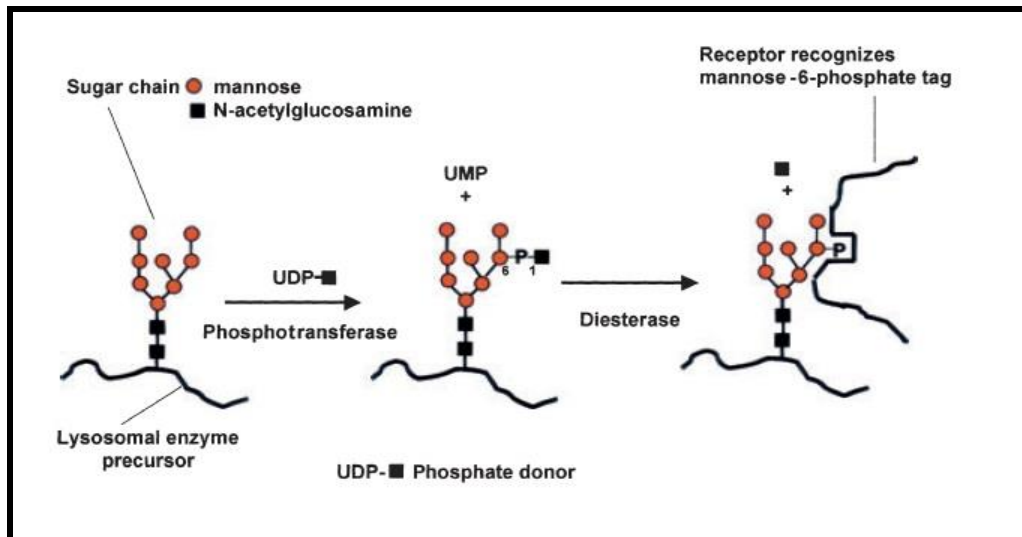 Receptor recognizes
mannose -6-phosphate tag
Sugar chain
mannose
N-acetylglucosamine
UMP
+
+
P
6
1
P
UDP-
Phosphotransferase
Diesterase
Lysosomal enzyme
precursor
UDP- Phosphate donor